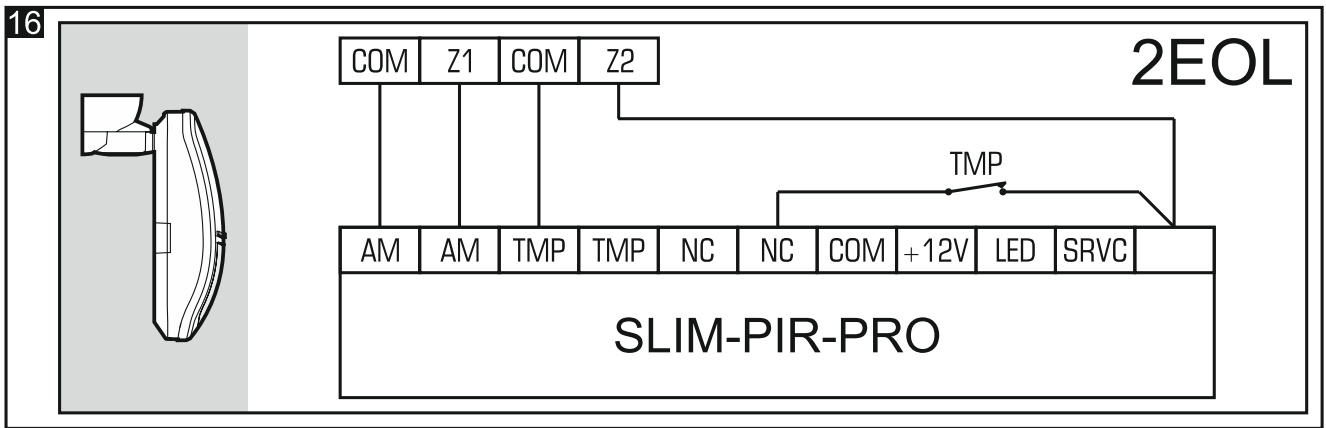 16
COM Z1 COM Z2
2EOL
TMP
AM AM TMP TMP NC NC COM +12V LED SRVC
SLIM-PIR-PRO